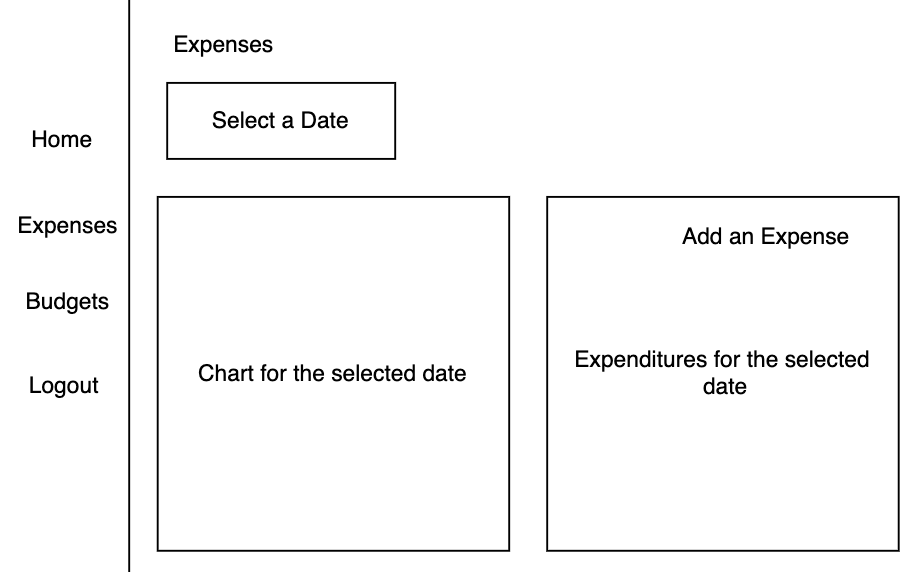 Expenses
Select a Date
Home
Expenses
Budgets
Logout
Chart for the selected date
Add an Expense
Expenditures for the selected
date